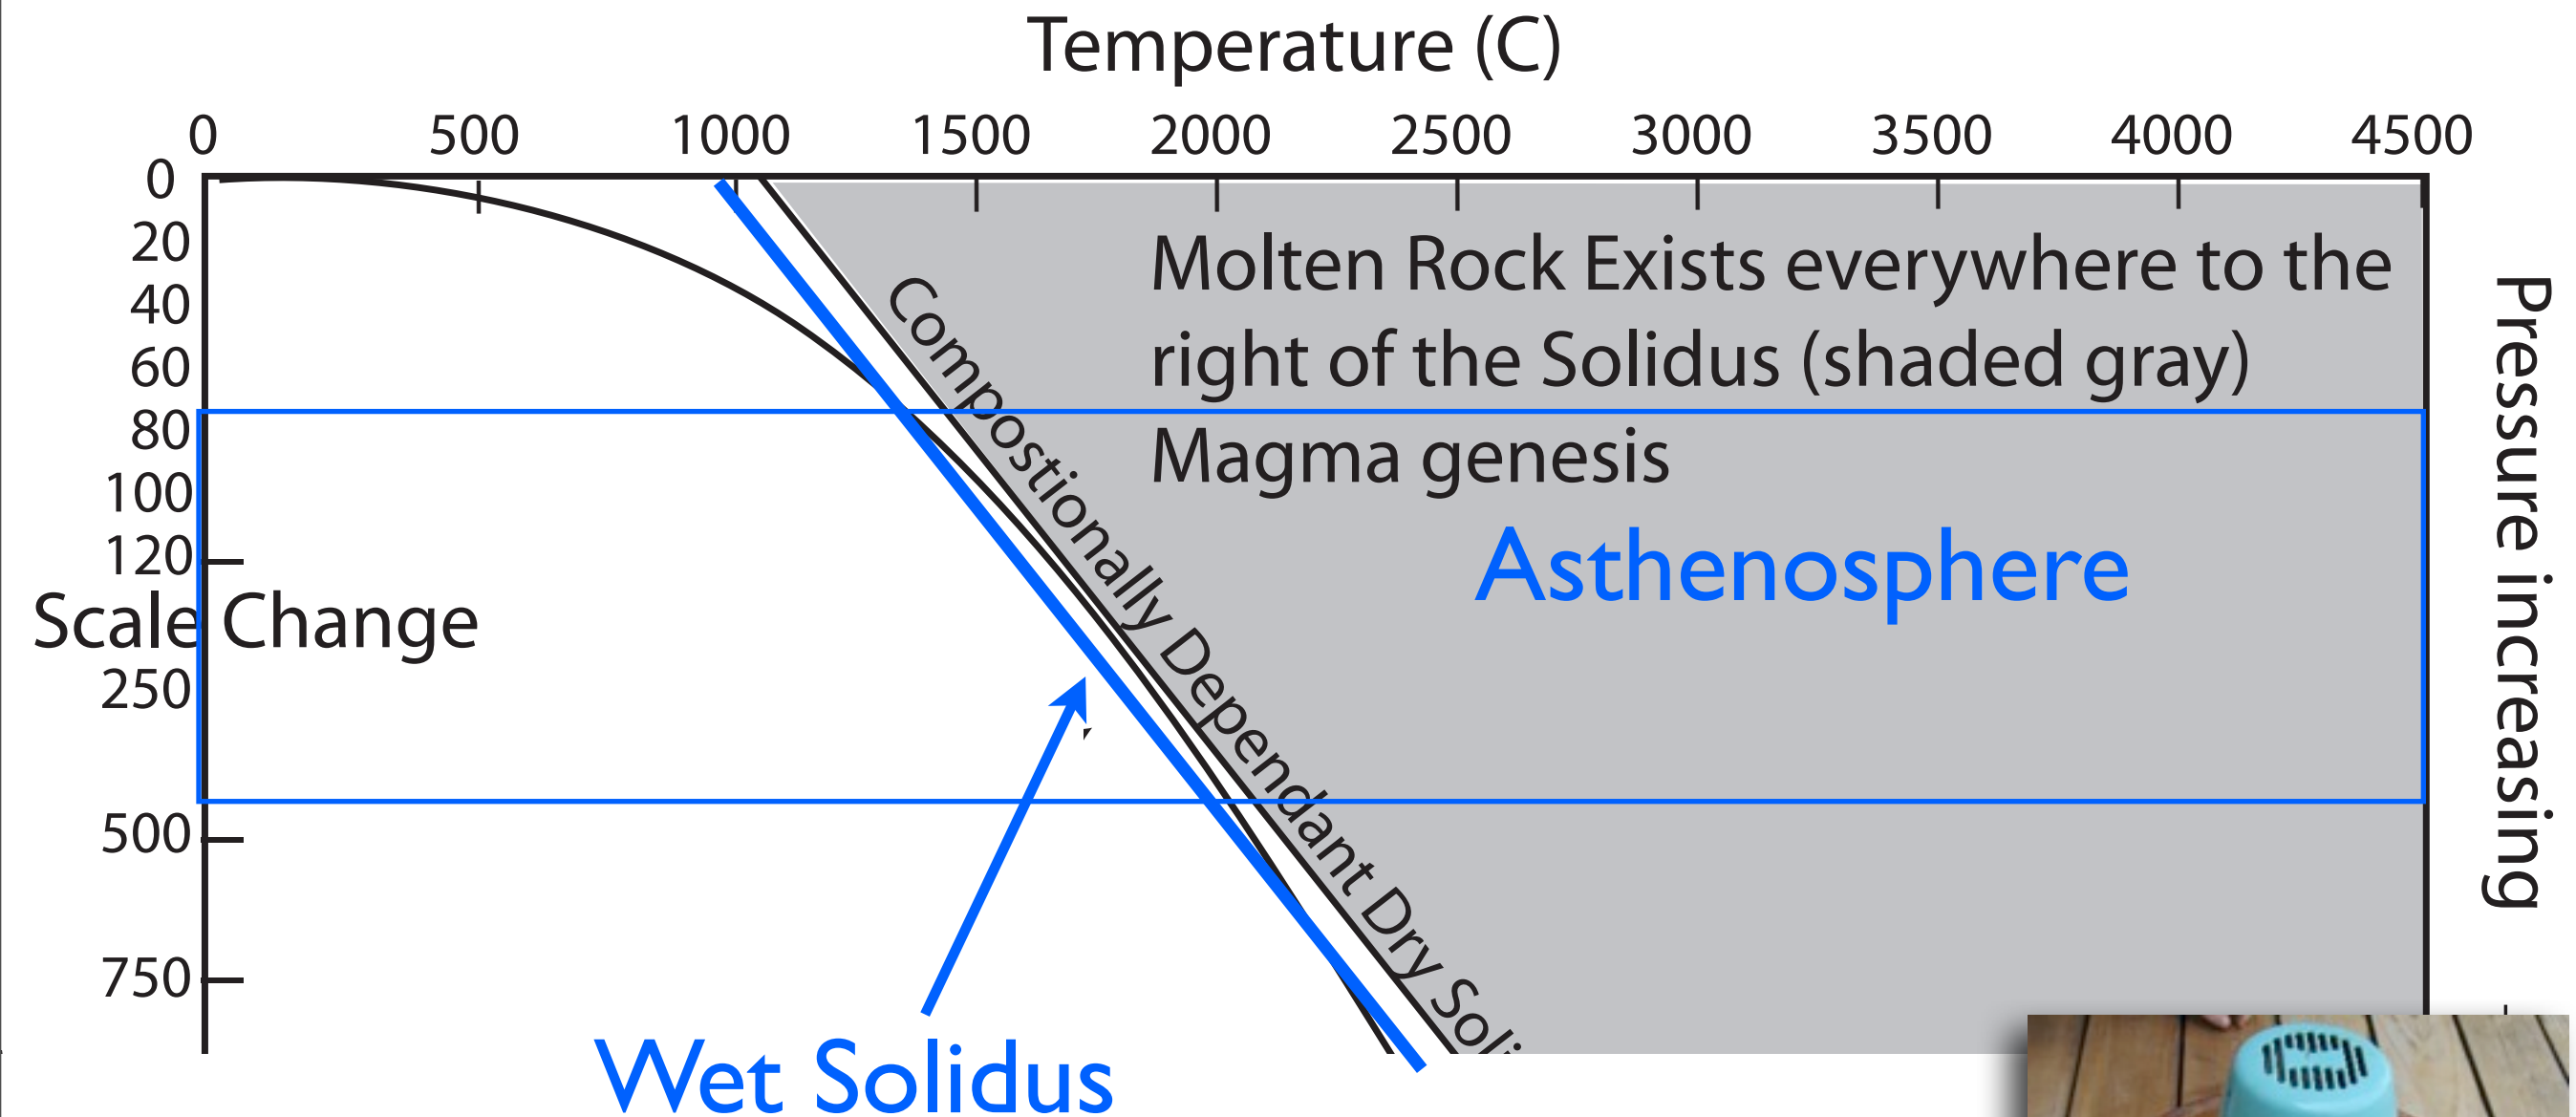 Temperature (C)
0 500 1000 1500 2000 2500 3000 3500 4000 4500
0
20
40
60
80
100
120
Scale Change
250
500
750
Molten Rock Exists everywhere to the
right of the Solidus (shaded gray)
Magma genesis
Asthenosphere
Compostionally Dependant Dry Soli
Wet Solidus
Pressure increasing